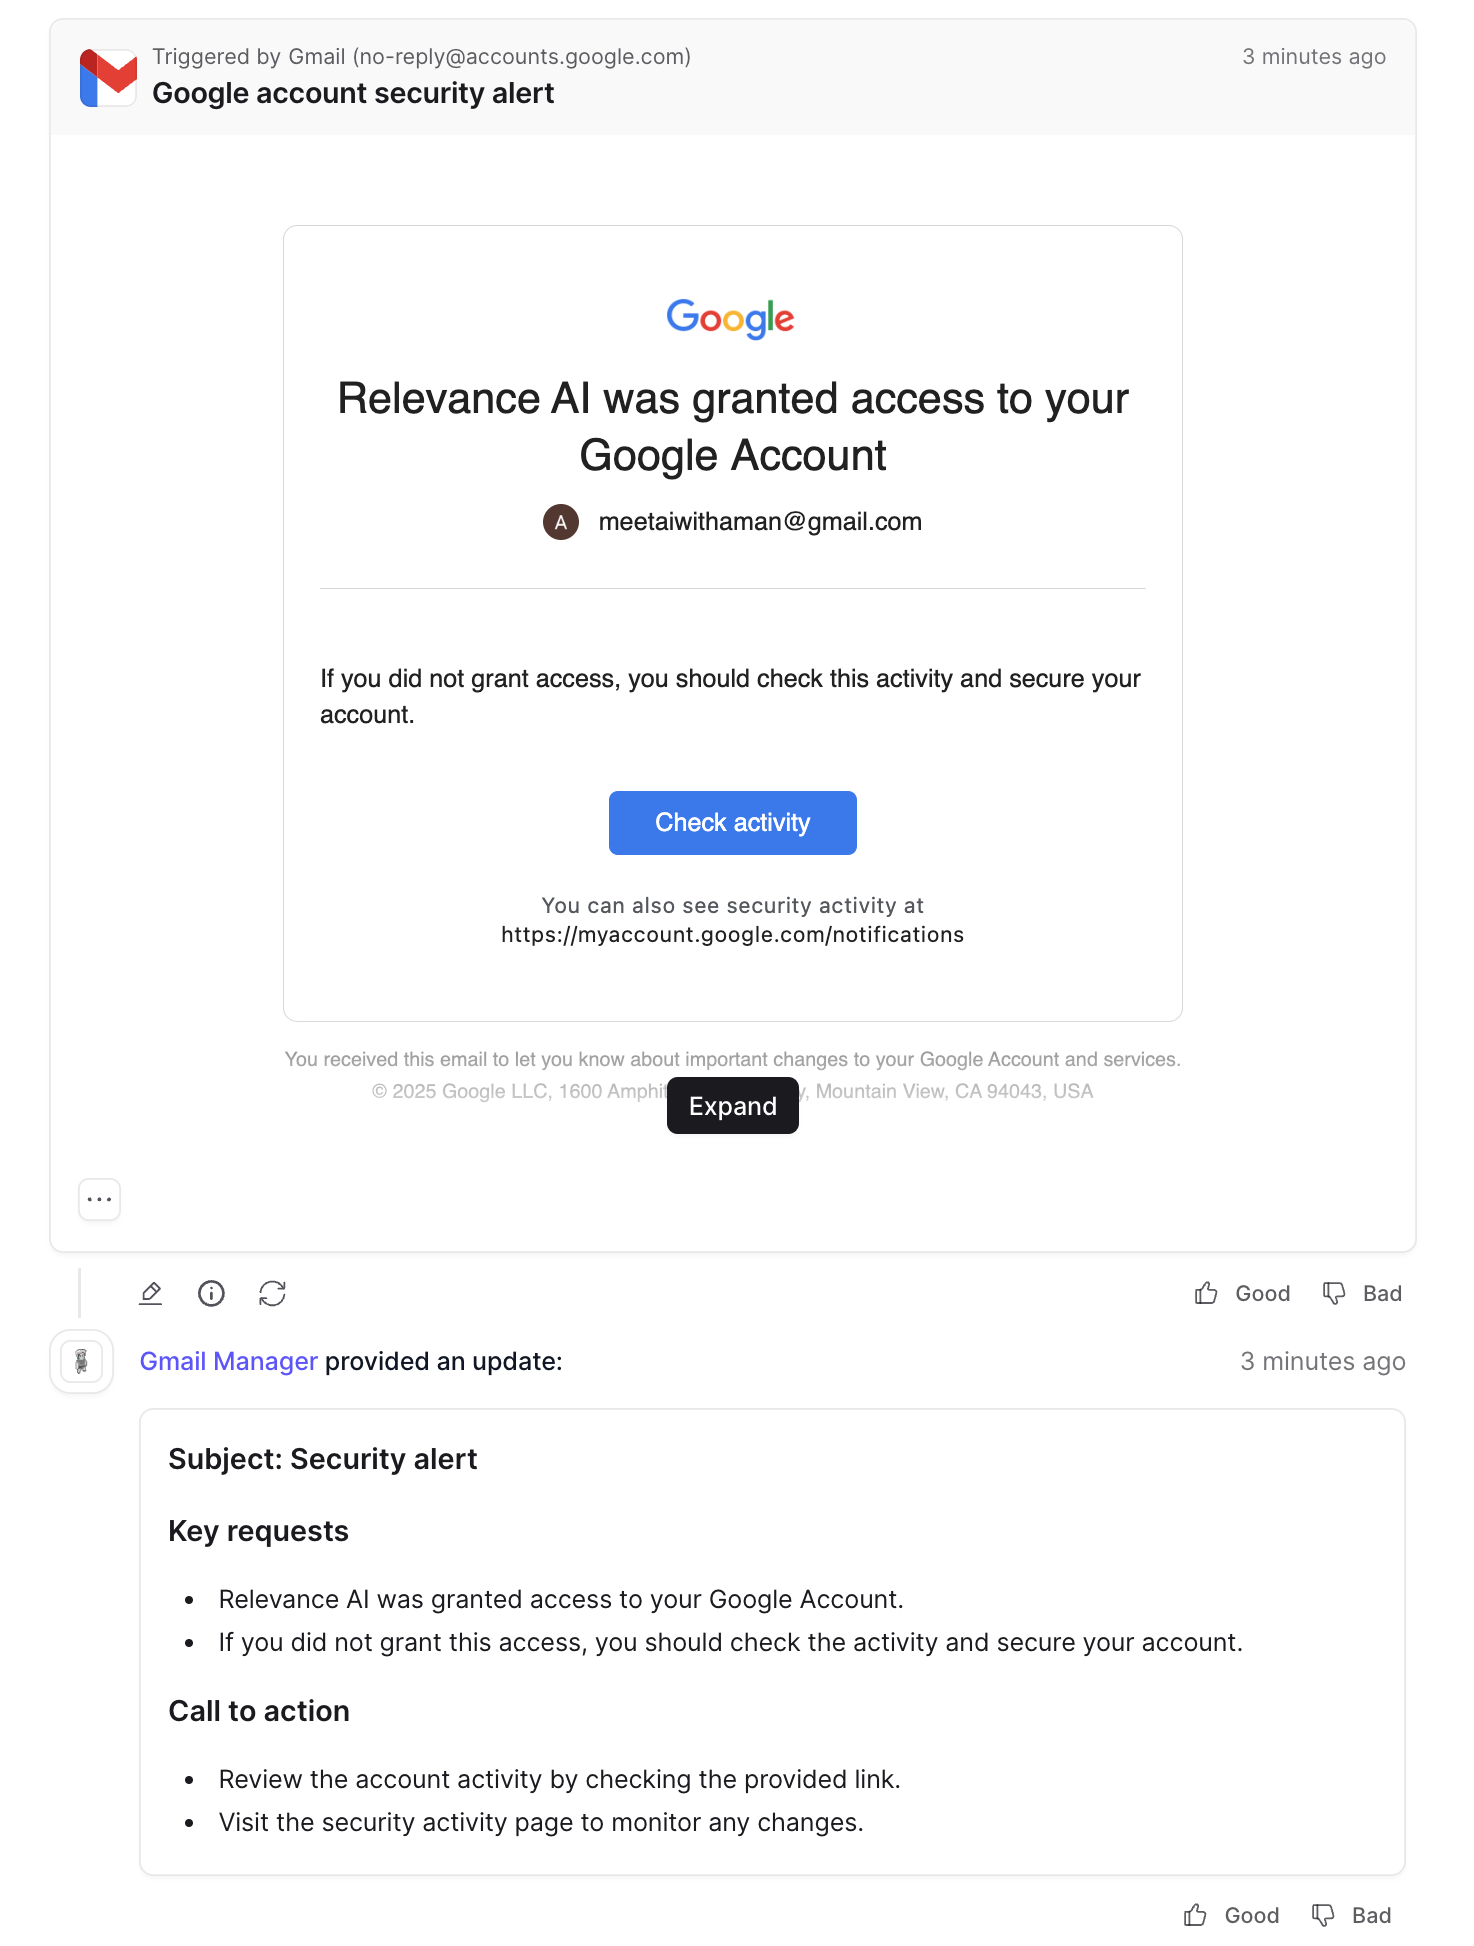 Triggered by Gmail (no-reply@accounts.google.com)
3 minutes ago
Google account security alert
Google
Relevance AI was granted access to your
Google Account
A
meetaiwithaman@gmail.com
If you did not grant access, you should check this activity and secure your
account.
Check activity
You can also see security activity at
https://myaccount.google.com/notifications
You received this email to let you know about important changes to your Google Account and services.
© 2025 Google LLC, 1600 , Mountain View, CA 94043, USA
Expand
Good
Bad
Gmail Manager provided an update:
3 minutes ago
Subject: Security alert
Key requests
• Relevance AI was granted access to your Google Account.
• If you did not grant this access, you should check the activity and secure your account.
Call to action
• Review the account activity by checking the provided link.
• Visit the security activity page to monitor any changes.
Good
Bad